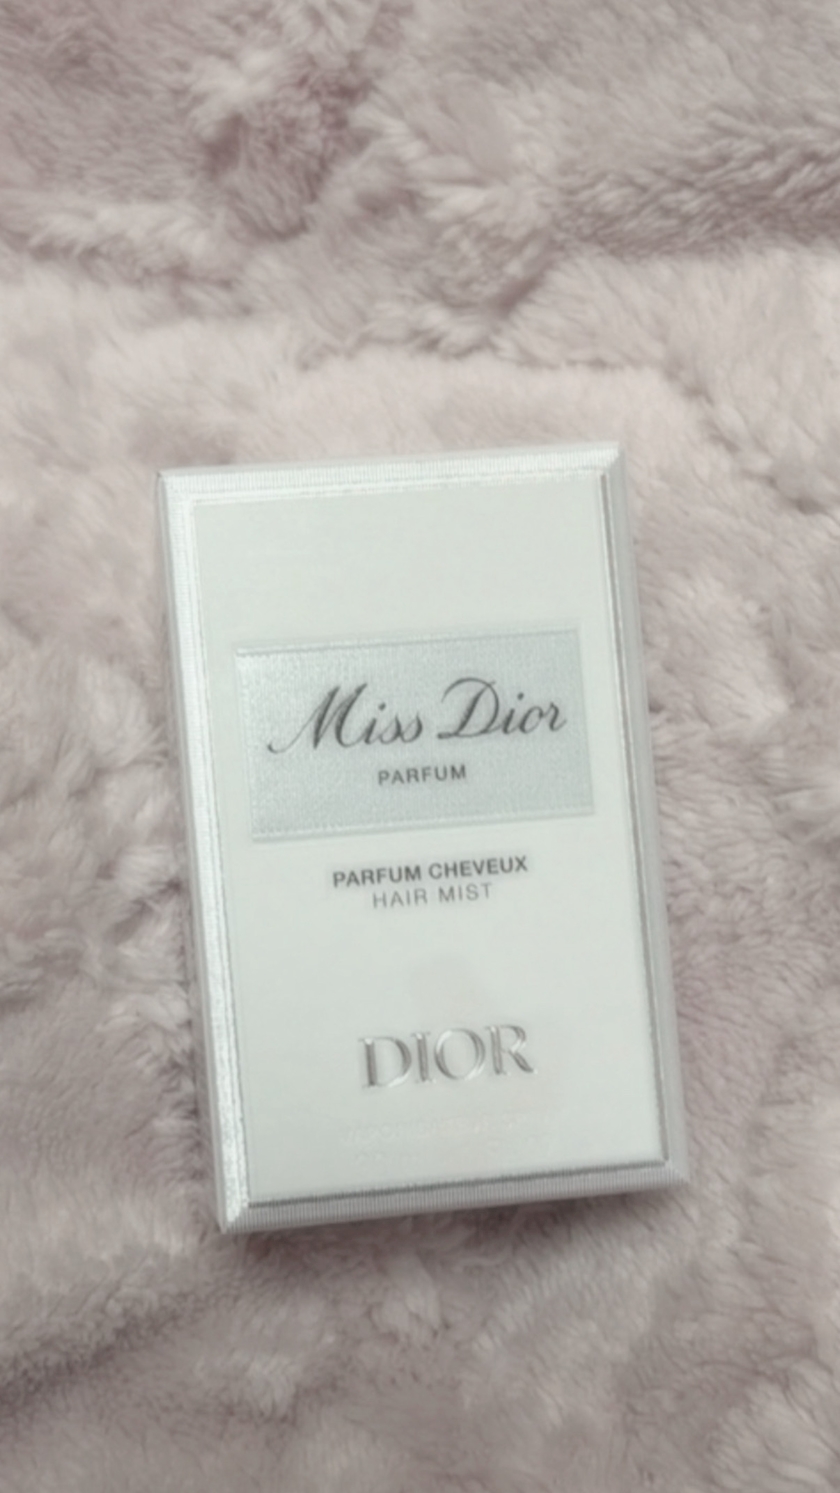 Miss Dior
PARFUM
PARFUM CHEVEUX
HAIR MIST
DIOR